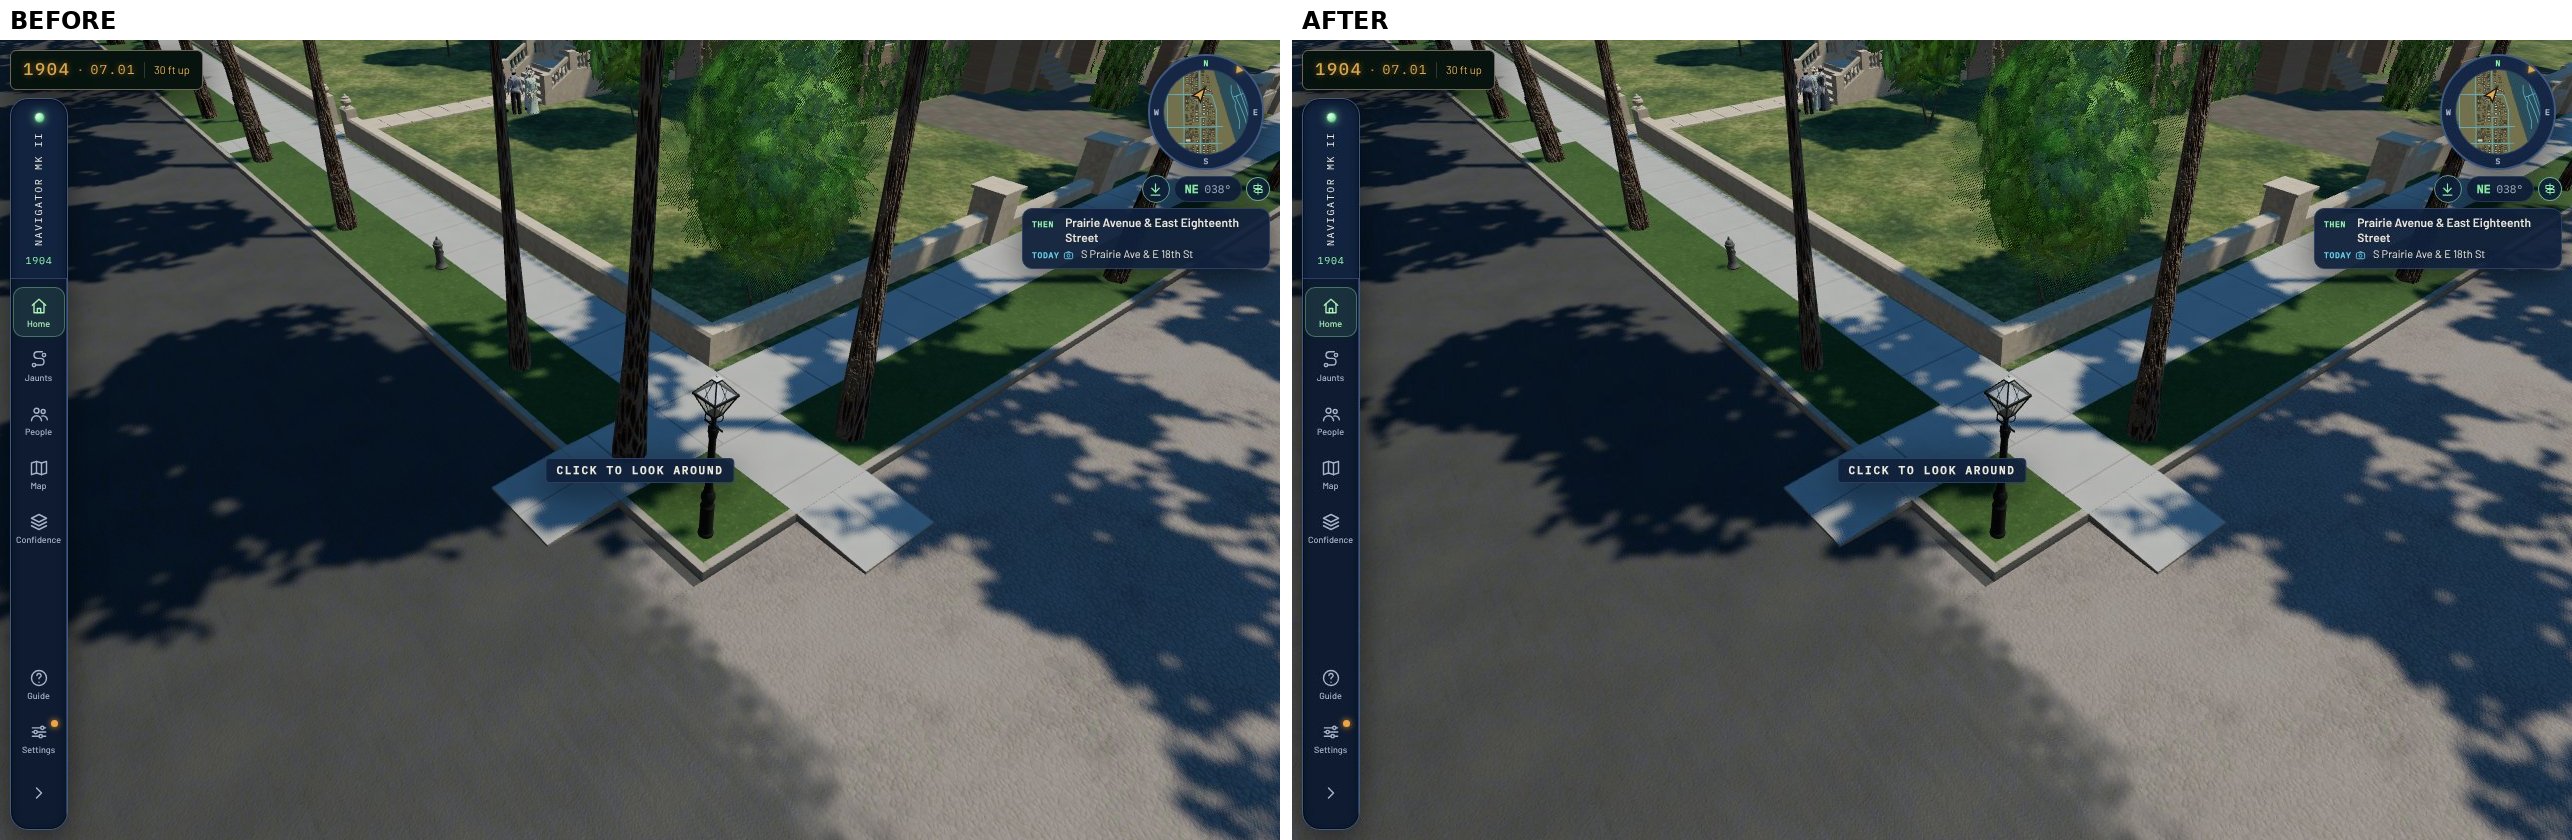 BEFORE
1904 · 07.01 30 ft up
NAVIGATOR MK II
1904
Home
Jaunts
People
Map
Confidence
Guide
Settings
N
W
E
S
NE 038°
THEN Prairie Avenue & East Eighteenth
Street
TODAY S Prairie Ave & E 18th St
CLICK TO LOOK AROUND
AFTER
1904 · 07.01 30 ft up
NAVIGATOR MK II
1904
Home
Jaunts
People
Map
Confidence
Guide
Settings
N
W
E
S
NE 038°
THEN Prairie Avenue & East Eighteenth
Street
TODAY S Prairie Ave & E 18th St
CLICK TO LOOK AROUND